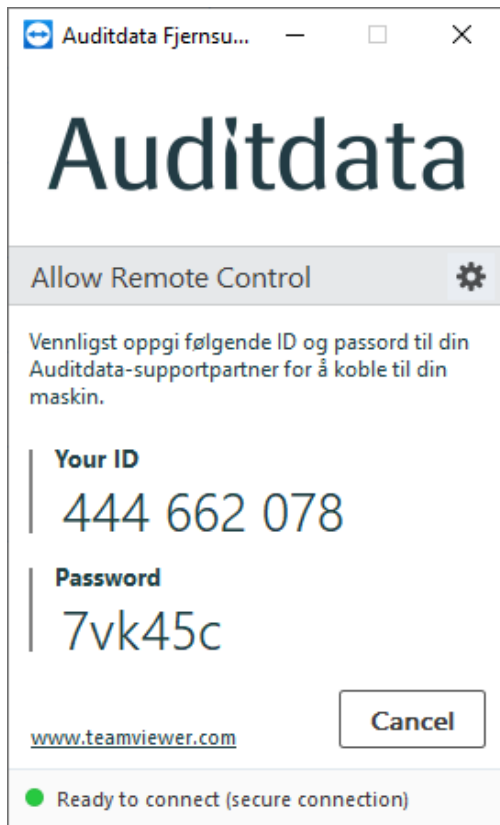 Auditdata Fjernsu...
Auditdata
Allow Remote Control
Vennligst oppgi følgende ID og passord til din
Auditdata-supportpartner for å koble til din
maskin.
Your ID
444 662 078
Password
7vk45c
www.teamviewer.com
Cancel
Ready to connect (secure connection)